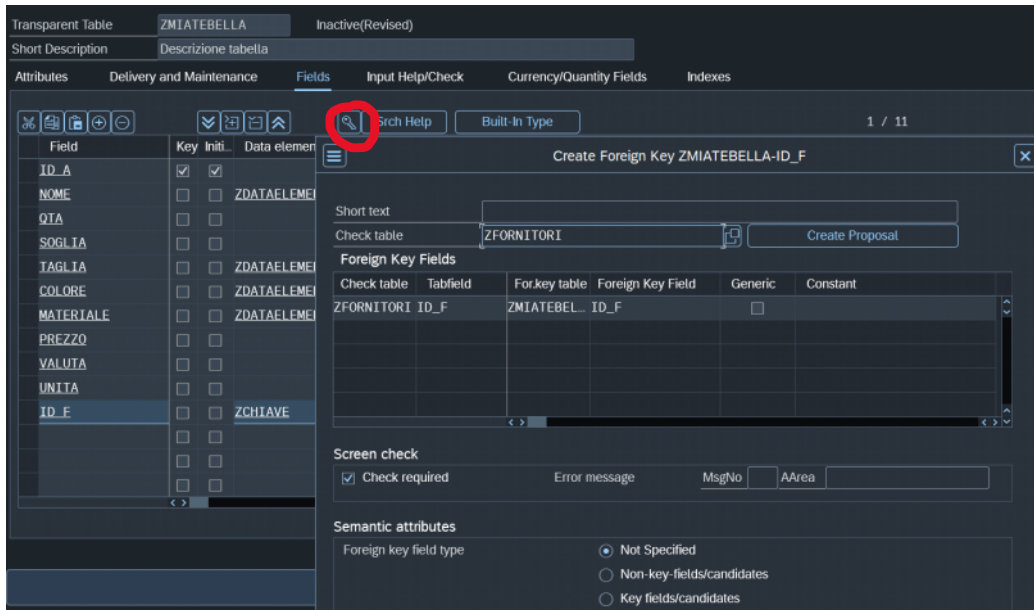 Transparent Table ZMIATEBELLA Inactive(Revised)
Short Description Descrizione tabella
Attributes Delivery and Maintenance Fields Input Help/Check Currency/Quantity Fields Indexes
Srch Help Built-In Type 1 / 11
Field Key Initi... Data elemen
ID_A
NOME ZDATAELEME
QTA
SOGLIA
TAGLIA ZDATAELEME
COLORE ZDATAELEME
MATERIALE ZDATAELEME
PREZZO
VALUTA
UNITA
ID_F ZCHIAVE
Create Foreign Key ZMIATEBELLA-ID_F
Short text
Check table ZFORNITORI Create Proposal
Foreign Key Fields
Check table Tabfield For.key table Foreign Key Field Generic Constant
ZFORNITORI ID_F ZMIATEBEL... ID_F
Screen check
Check required Error message MsgNo AArea
Semantic attributes
Foreign key field type Not Specified
Non-key-fields/candidates
Key fields/candidates